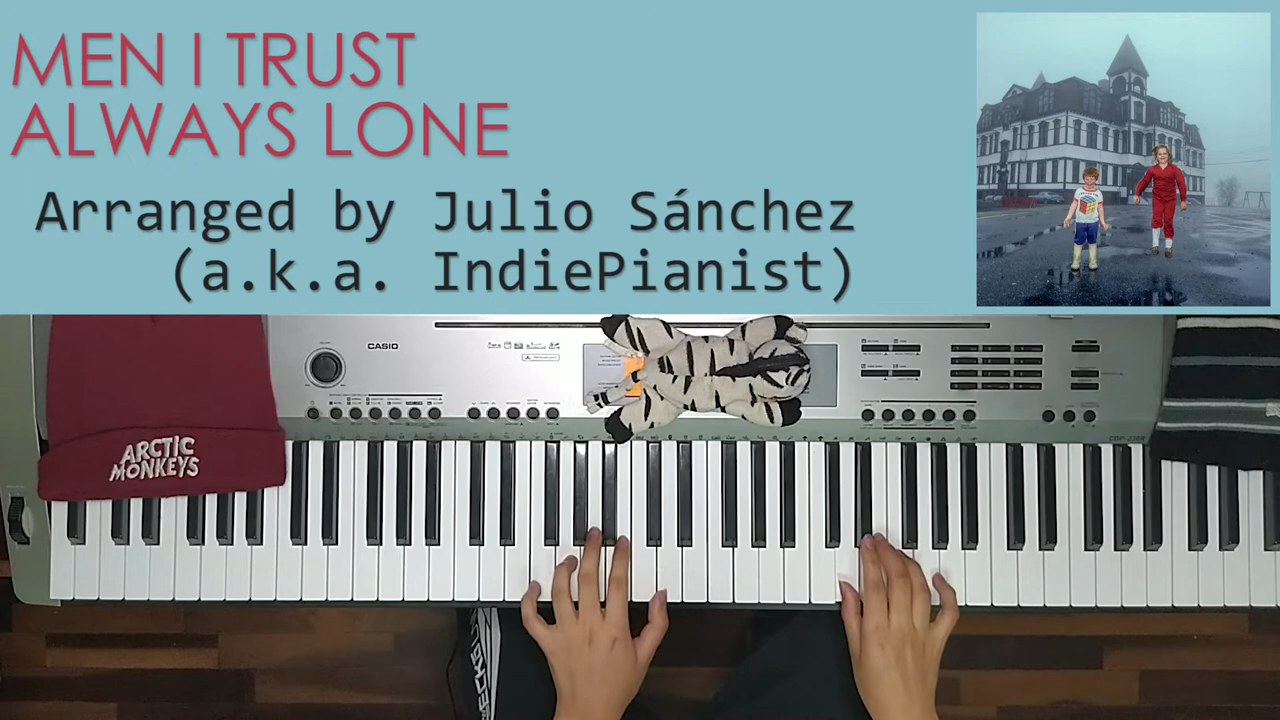 MEN I TRUST
ALWAYS LONE
Arranged by Julio Sánchez
(a.k.a. IndiePianist)
CASIO
ARCTIC
MONKEYS